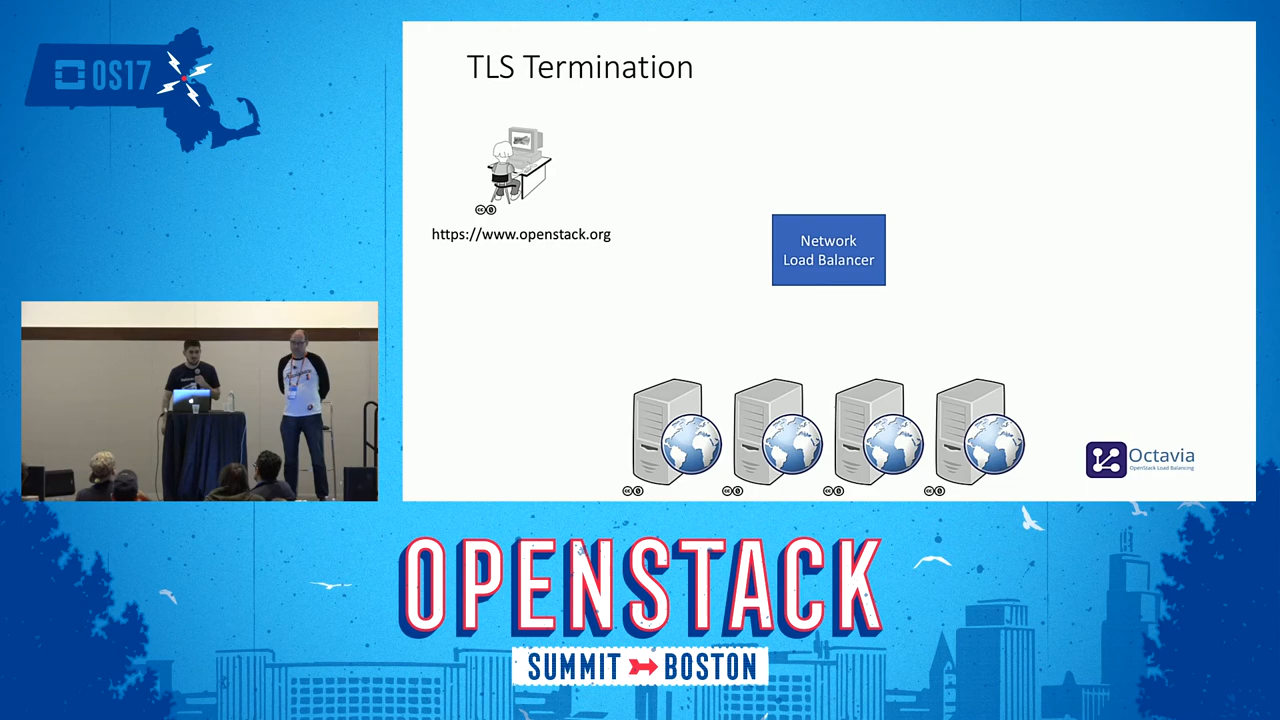 OS17
TLS Termination
https://www.openstack.org
Network
Load Balancer
Octavia
OpenStack Load Balancing
OPENSTACK
SUMMIT BOSTON